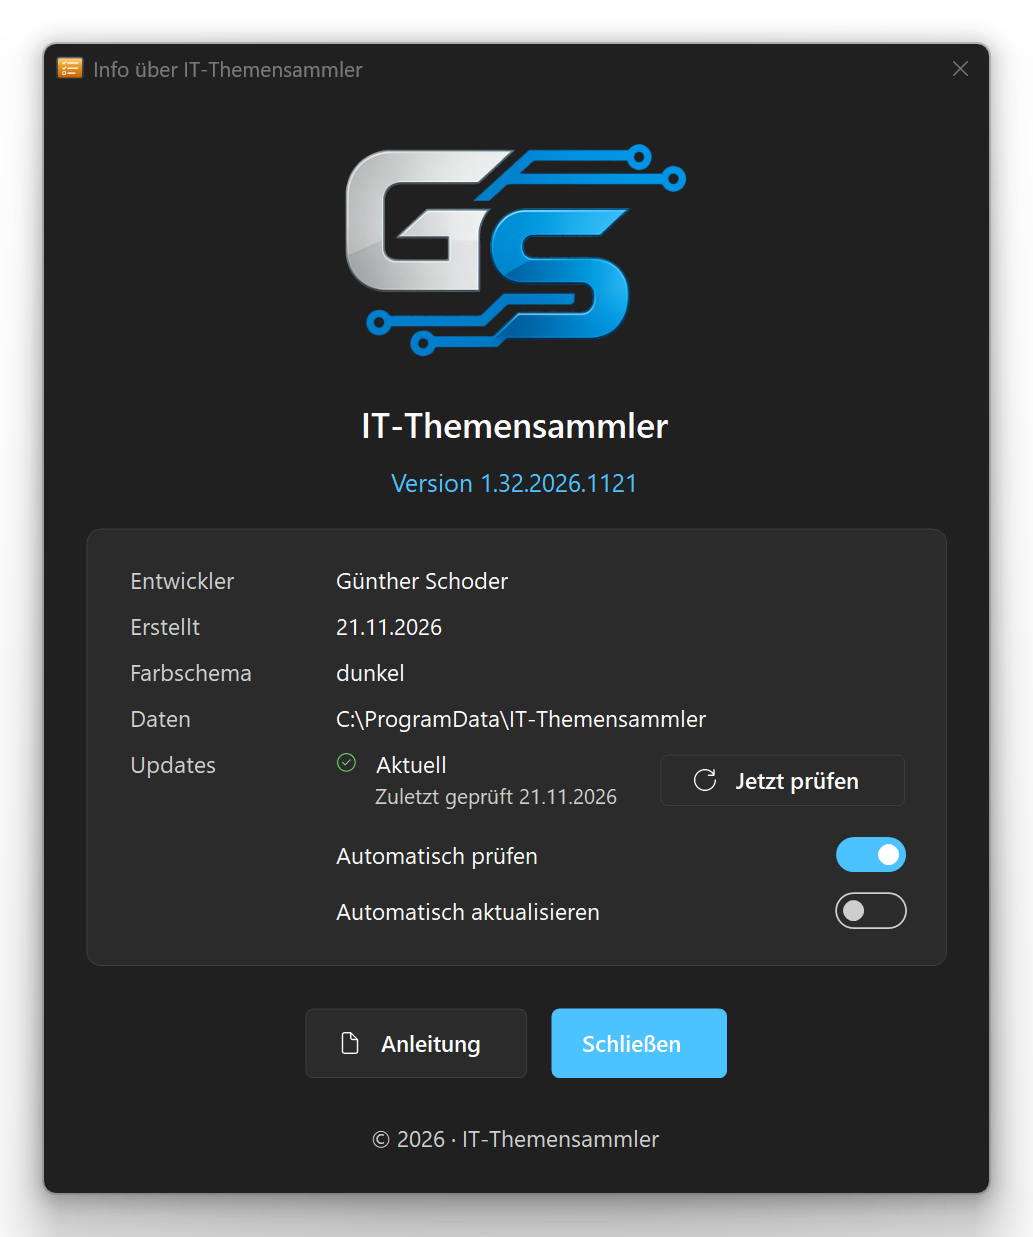 Info über IT-Themensammler
GS
IT-Themensammler
Version 1.32.2026.1121
Entwickler Günther Schoder
Erstellt 21.11.2026
Farbschema dunkel
Daten C:\ProgramData\IT-Themensammler
Updates Aktuell
Zuletzt geprüft 21.11.2026
Jetzt prüfen
Automatisch prüfen
Automatisch aktualisieren
Anleitung Schließen
© 2026 · IT-Themensammler